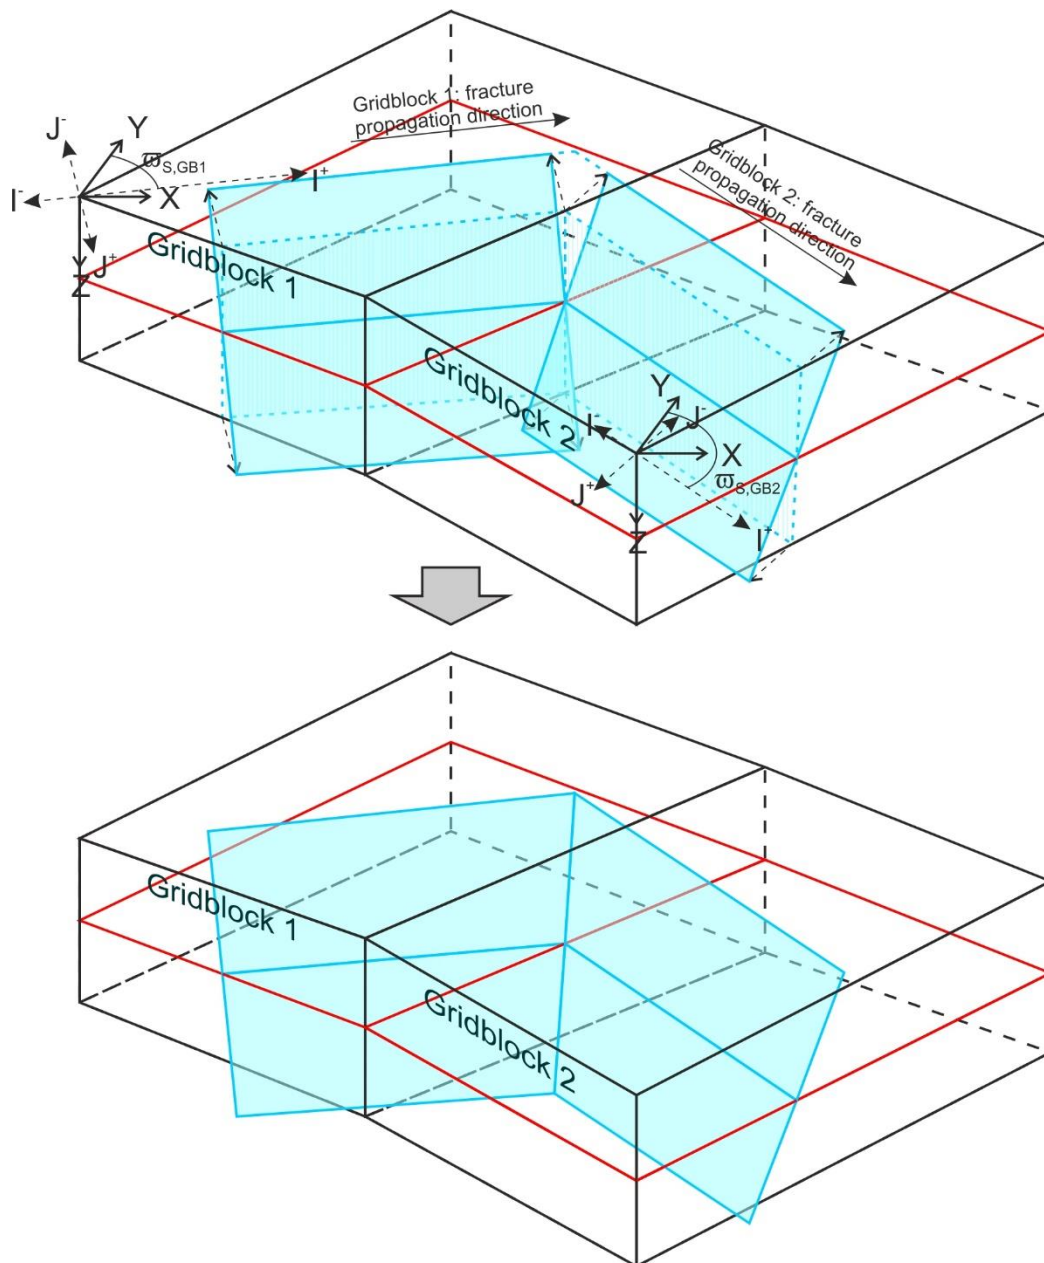 Gridblock 1: fracture
propagation direction
Gridblock 2: fracture
propagation direction
J⁻
Y
ϖS,GB1
I⁻
X
I⁺
J⁺
Z
Gridblock 1
Gridblock 2
Y
I⁻
J⁻
X
J⁺
ϖS,GB2
I⁺
Z
Gridblock 1
Gridblock 2